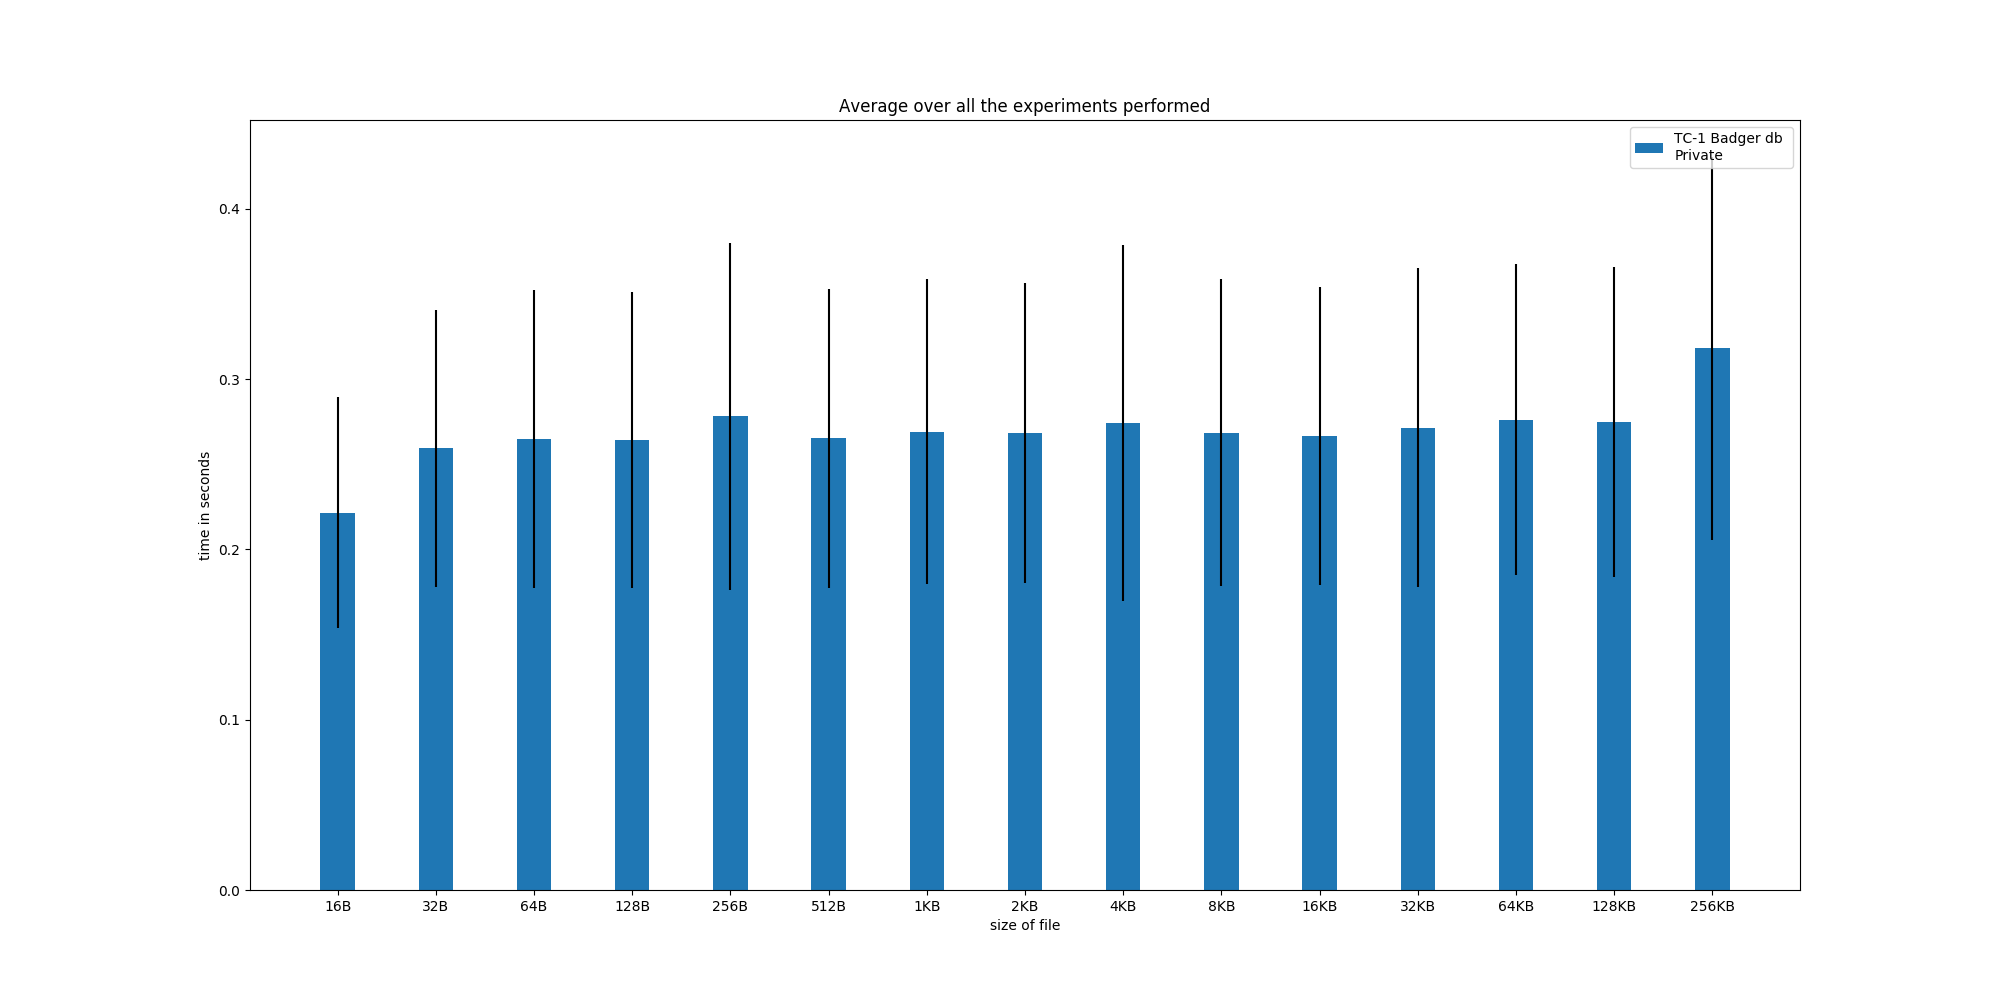 Average over all the experiments performed
TC-1 Badger db
Private
0.4
0.3
0.2
0.1
0.0
time in seconds
16B 32B 64B 128B 256B 512B 1KB 2KB 4KB 8KB 16KB 32KB 64KB 128KB 256KB
size of file